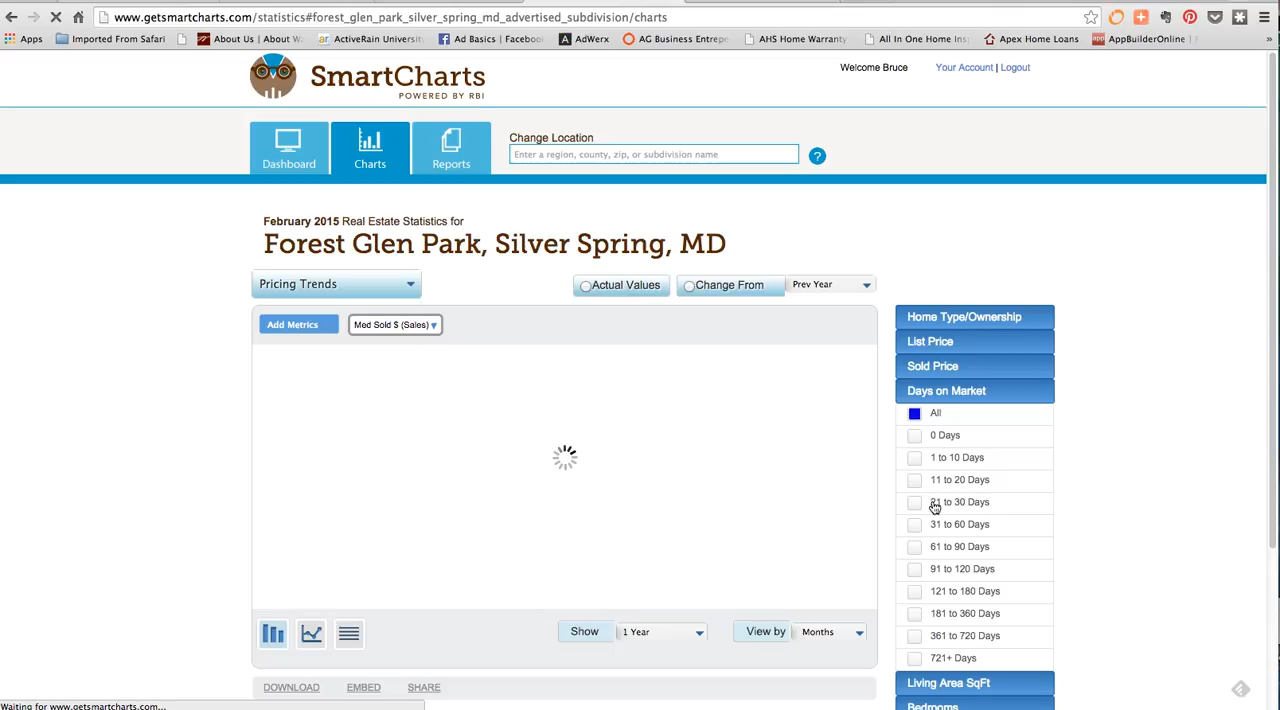 www.getsmartcharts.com/statistics#forest_glen_park_silver_spring_md_advertised_subdivision/charts
Apps Imported From Safari About Us | About Wa ActiveRain Universit Ad Basics | Faceboo AdWerx AG Business Entrepr AHS Home Warranty All In One Home Ins Apex Home Loans AppBuilderOnline | »
SmartCharts
POWERED BY RBI
Welcome Bruce Your Account | Logout
Dashboard Charts Reports
Change Location
Enter a region, county, zip, or subdivision name ?
February 2015 Real Estate Statistics for
Forest Glen Park, Silver Spring, MD
Pricing Trends Actual Values Change From Prev Year
Add Metrics Med Sold $ (Sales)
Home Type/Ownership
List Price
Sold Price
Days on Market
All
0 Days
1 to 10 Days
11 to 20 Days
21 to 30 Days
31 to 60 Days
61 to 90 Days
91 to 120 Days
121 to 180 Days
181 to 360 Days
361 to 720 Days
721+ Days
Living Area SqFt
Bedrooms
Show 1 Year View by Months
DOWNLOAD EMBED SHARE
Waiting for www.getsmartcharts.com...